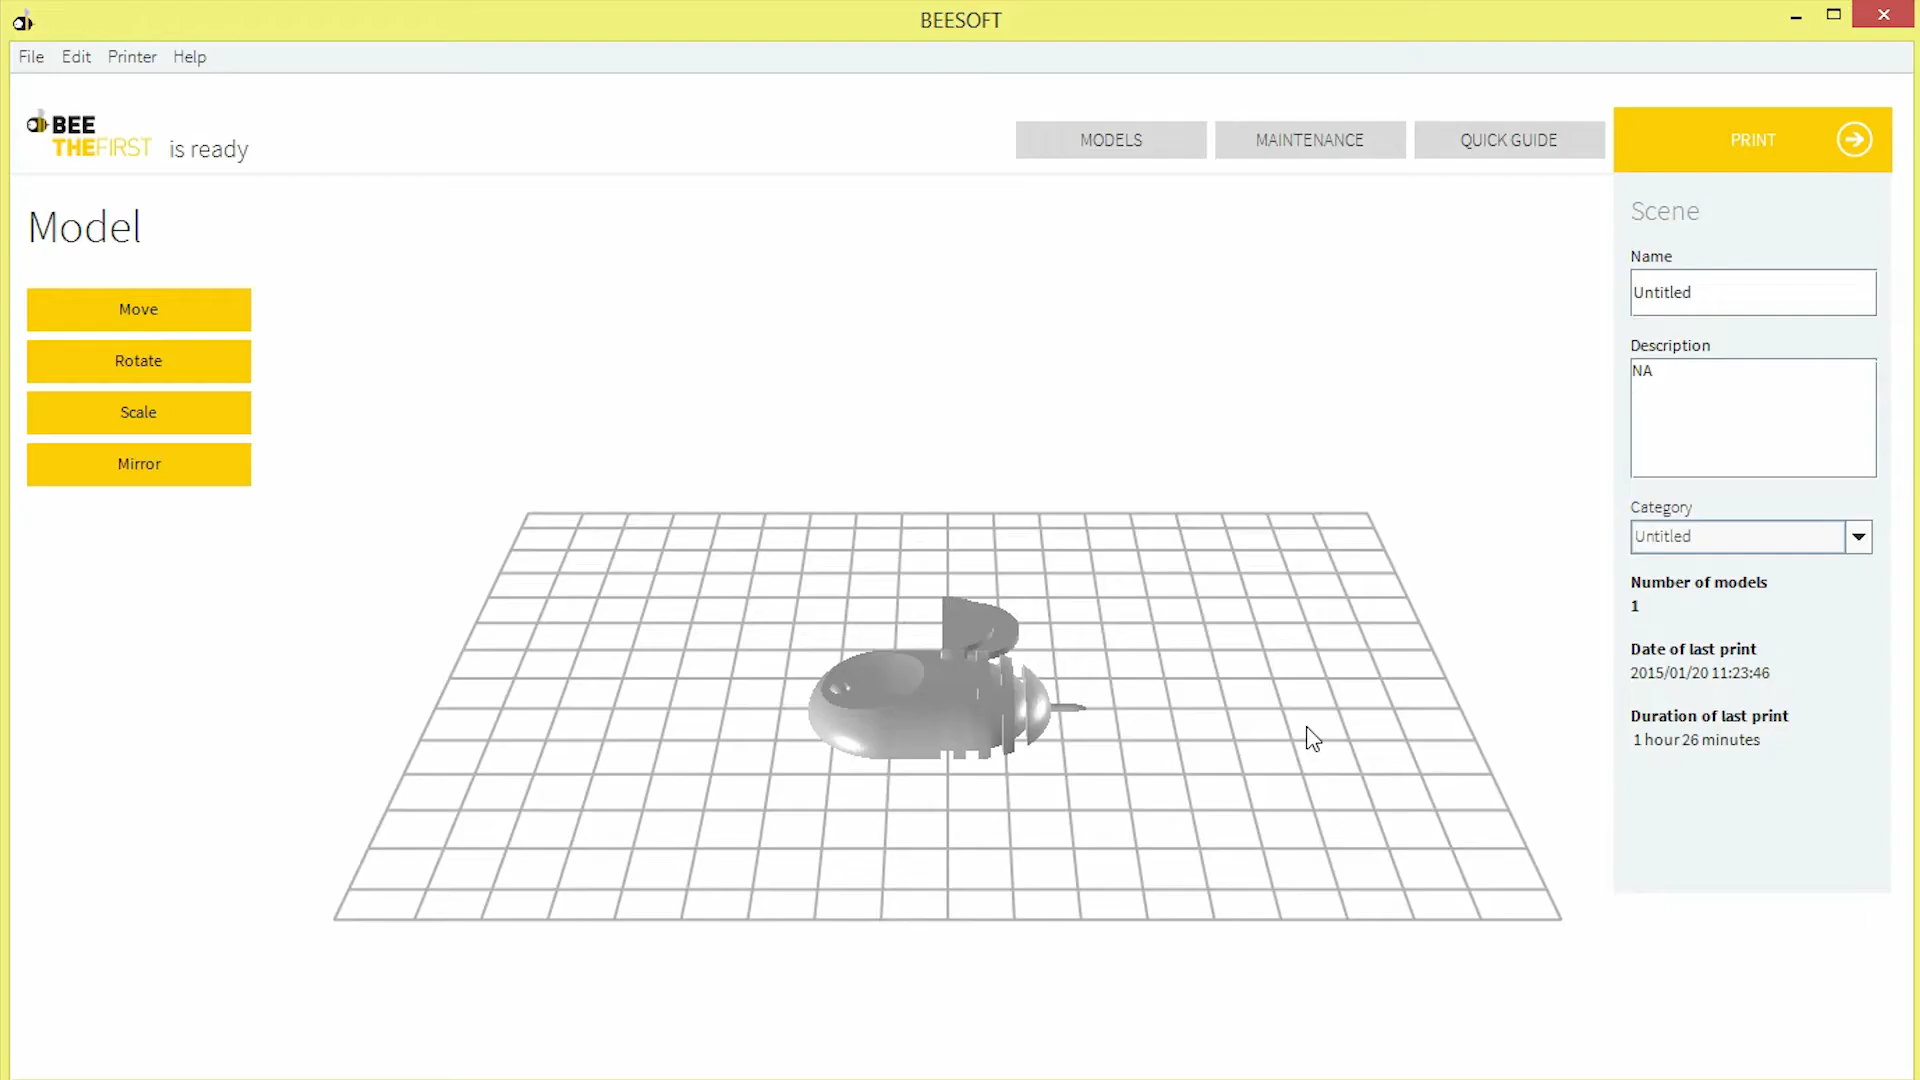 BEESOFT
File Edit Printer Help
BEE
THEFIRST is ready
MODELS
MAINTENANCE
QUICK GUIDE
PRINT
Model
Move
Rotate
Scale
Mirror
Scene
Name
Untitled
Description
NA
Category
Untitled
Number of models
1
Date of last print
2015/01/20 11:23:46
Duration of last print
1 hour 26 minutes